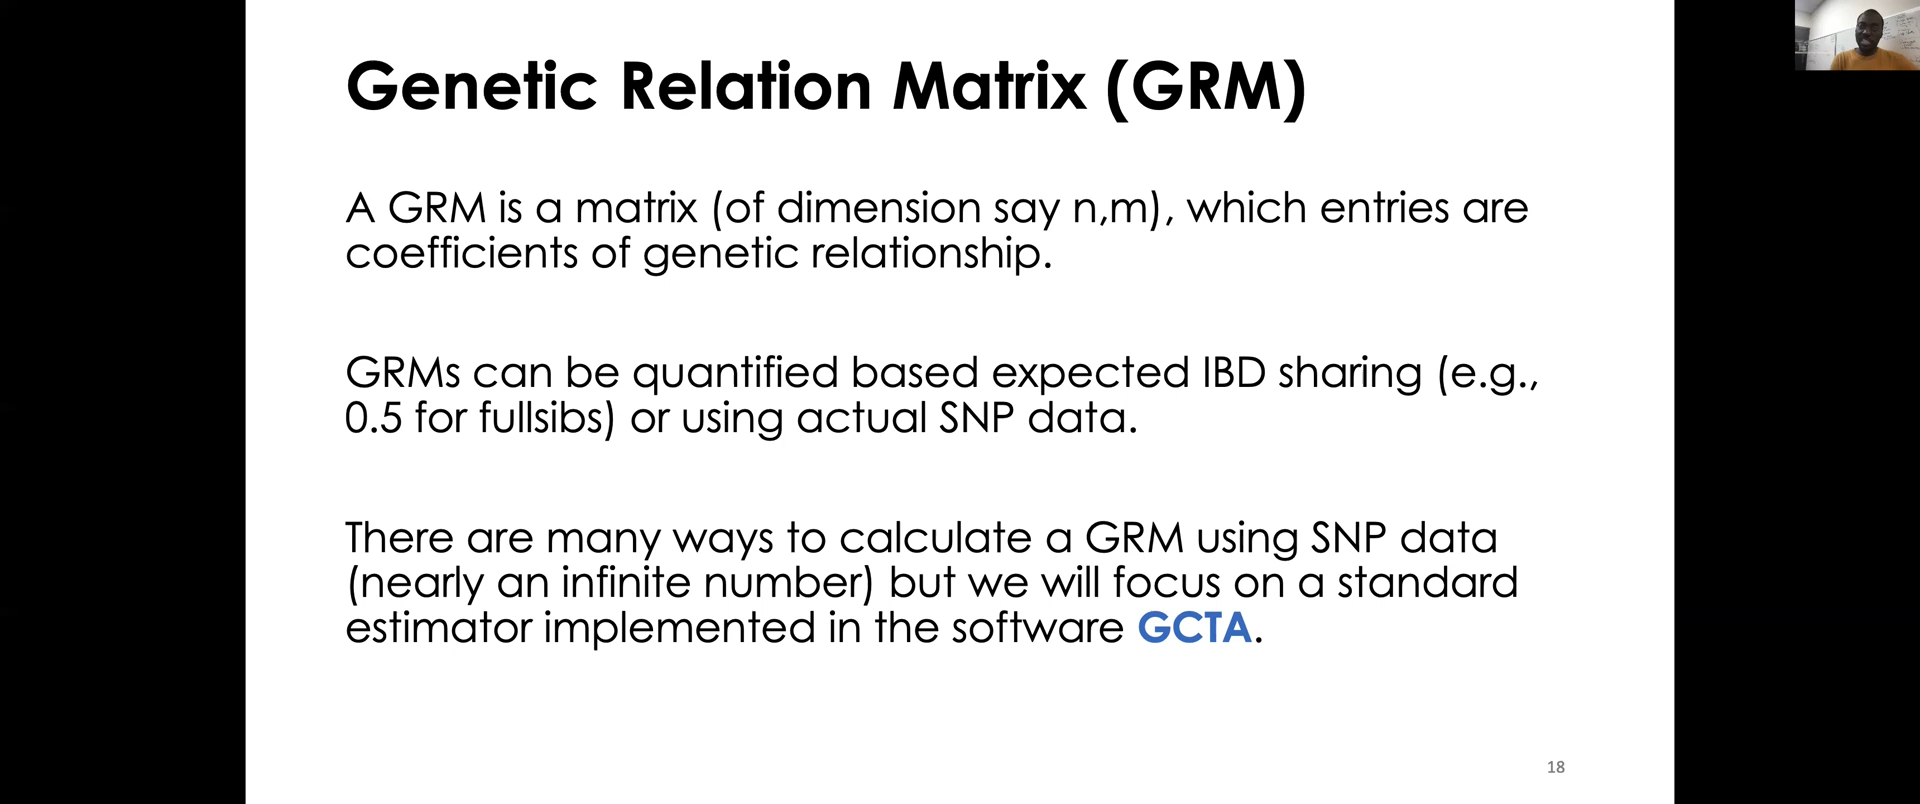 Genetic Relation Matrix (GRM)
A GRM is a matrix (of dimension say n,m), which entries are
coefficients of genetic relationship.
GRMs can be quantified based expected IBD sharing (e.g.,
0.5 for fullsibs) or using actual SNP data.
There are many ways to calculate a GRM using SNP data
(nearly an infinite number) but we will focus on a standard
estimator implemented in the software GCTA.
18